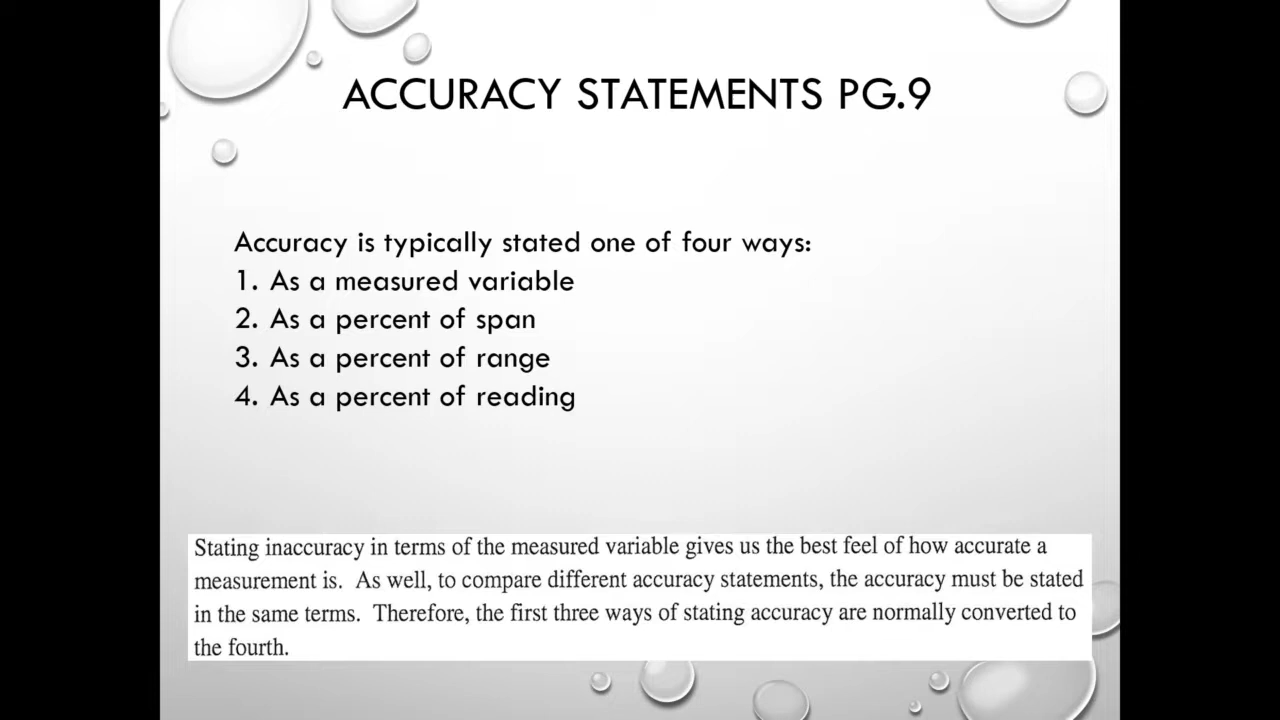 ACCURACY STATEMENTS PG.9
Accuracy is typically stated one of four ways:
1. As a measured variable
2. As a percent of span
3. As a percent of range
4. As a percent of reading
Stating inaccuracy in terms of the measured variable gives us the best feel of how accurate a
measurement is. As well, to compare different accuracy statements, the accuracy must be stated
in the same terms. Therefore, the first three ways of stating accuracy are normally converted to
the fourth.